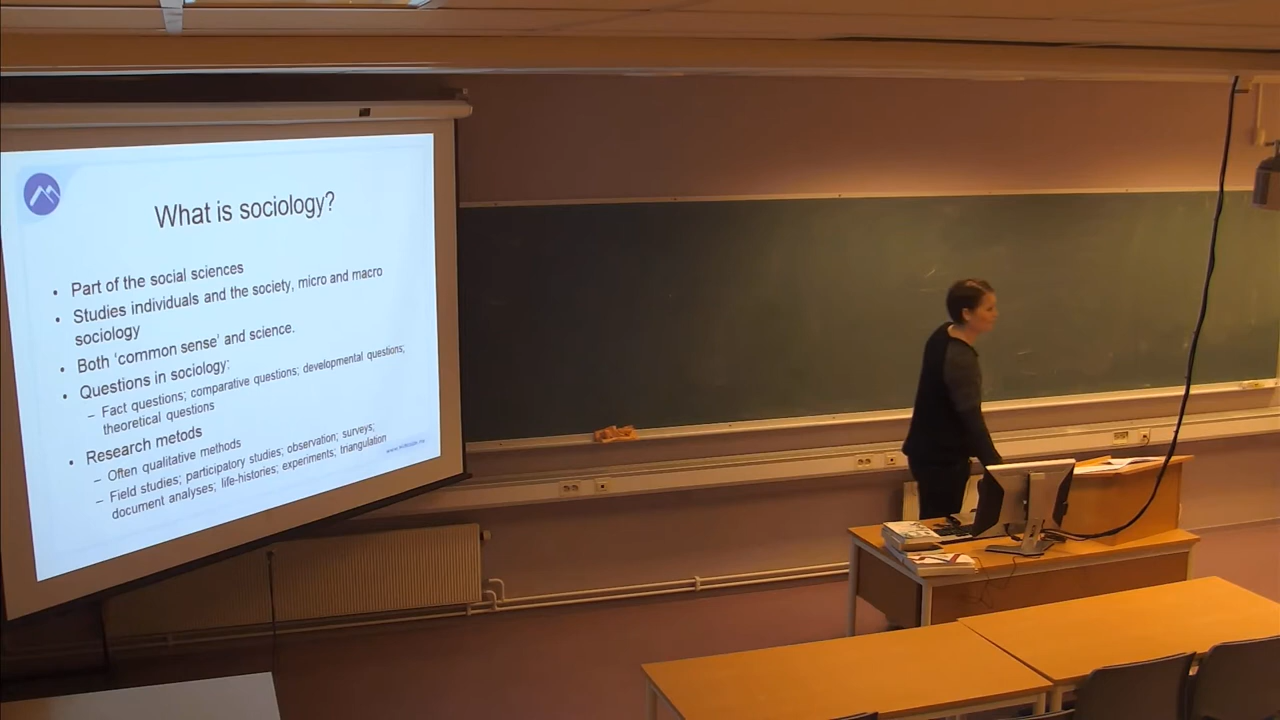 What is sociology?
• Part of the social sciences
• Studies individuals and the society, micro and macro
sociology
• Both 'common sense' and science.
• Questions in sociology:
– Fact questions; comparative questions; developmental questions;
theoretical questions
• Research metods
– Often qualitative methods
– Field studies; participatory studies; observation; surveys;
document analyses; life-histories; experiments; triangulation